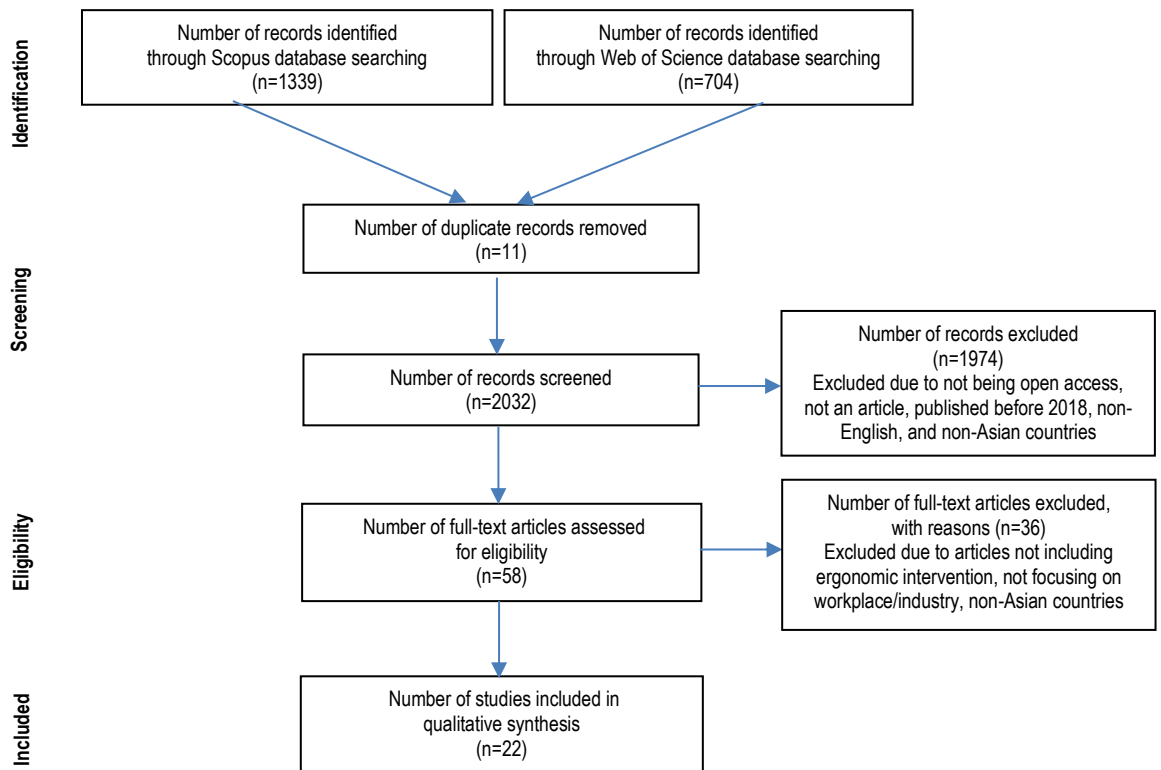 Identification
Number of records identified
through Scopus database searching
(n=1339)
Number of records identified
through Web of Science database searching
(n=704)
Screening
Number of duplicate records removed
(n=11)
Number of records screened
(n=2032)
Number of records excluded
(n=1974)
Excluded due to not being open access,
not an article, published before 2018, non-
English, and non-Asian countries
Eligibility
Number of full-text articles assessed
for eligibility
(n=58)
Number of full-text articles excluded,
with reasons (n=36)
Excluded due to articles not including
ergonomic intervention, not focusing on
workplace/industry, non-Asian countries
Included
Number of studies included in
qualitative synthesis
(n=22)